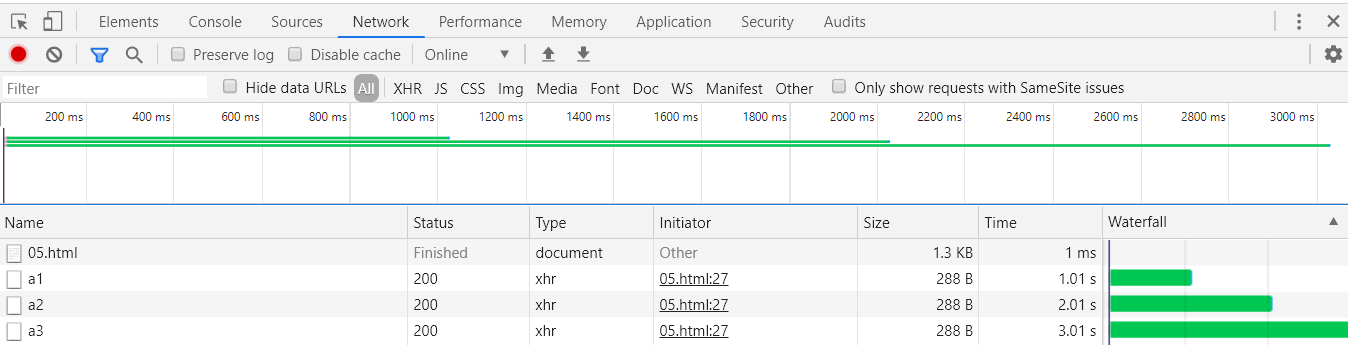 Elements Console Sources Network Performance Memory Application Security Audits
Preserve log Disable cache Online
Filter Hide data URLs All XHR JS CSS Img Media Font Doc WS Manifest Other Only show requests with SameSite issues
200 ms 400 ms 600 ms 800 ms 1000 ms 1200 ms 1400 ms 1600 ms 1800 ms 2000 ms 2200 ms 2400 ms 2600 ms 2800 ms 3000 ms
Name Status Type Initiator Size Time Waterfall
05.html Finished document Other 1.3 KB 1 ms
a1 200 xhr 05.html:27 288 B 1.01 s
a2 200 xhr 05.html:27 288 B 2.01 s
a3 200 xhr 05.html:27 288 B 3.01 s